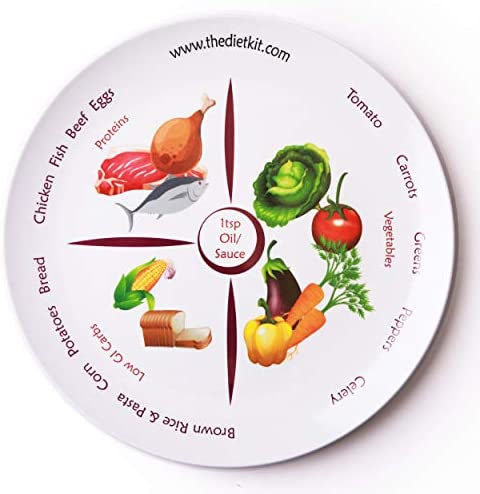 www.thedietkit.com
Chicken Fish Beef Eggs
Proteins
1tsp
Oil/
Sauce
Tomato
Carrots
Greens
Vegetables
Peppers
Celery
Low GI Carbs
Brown Rice & Pasta Corn Potatoes Bread